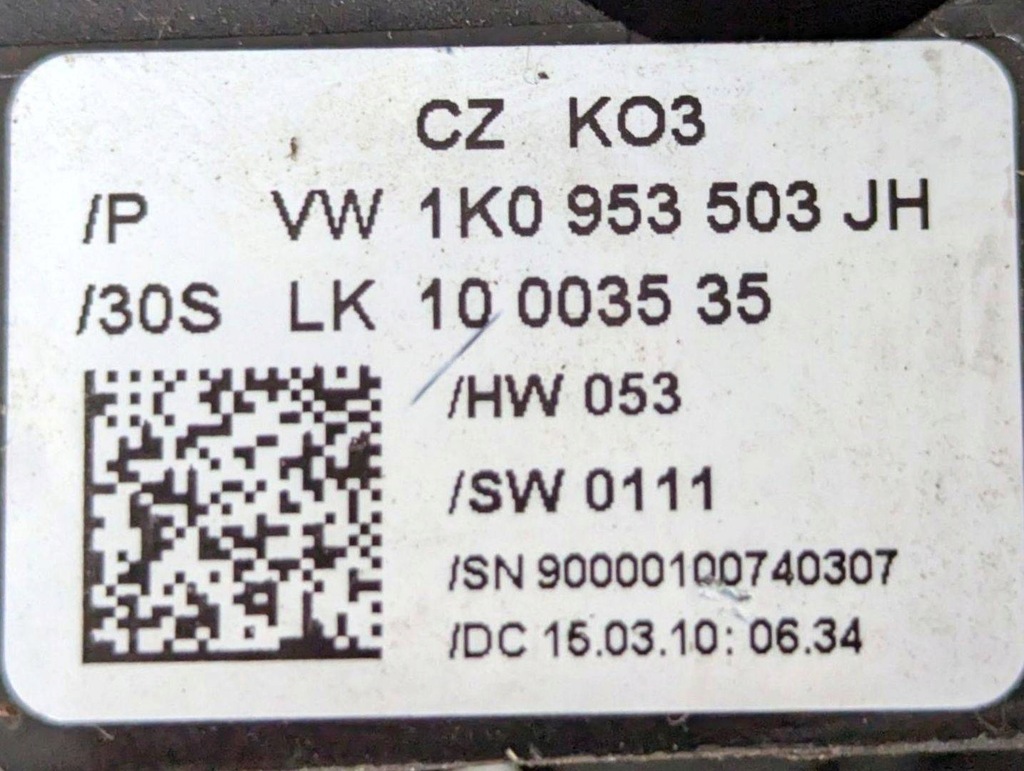 CZ KO3
/P VW 1K0 953 503 JH
/30S LK 10 0035 35
/HW 053
/SW 0111
/SN 90000100740307
/DC 15.03.10: 06.34